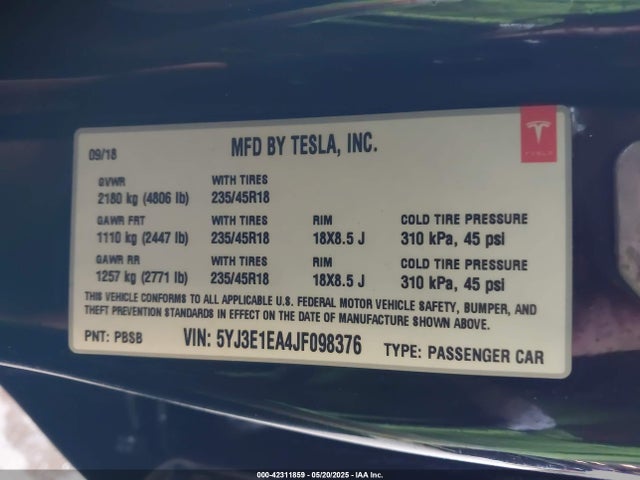 MFD BY TESLA, INC.
TESLA
09/18
GVWR WITH TIRES
2180 kg (4806 lb) 235/45R18
GAWR FRT WITH TIRES RIM COLD TIRE PRESSURE
1110 kg (2447 lb) 235/45R18 18X8.5 J 310 kPa, 45 psi
GAWR RR WITH TIRES RIM COLD TIRE PRESSURE
1257 kg (2771 lb) 235/45R18 18X8.5 J 310 kPa, 45 psi
THIS VEHICLE CONFORMS TO ALL APPLICABLE U.S. FEDERAL MOTOR VEHICLE SAFETY, BUMPER, AND
THEFT PREVENTION STANDARDS IN EFFECT ON THE DATE OF MANUFACTURE SHOWN ABOVE.
PNT: PBSB VIN: 5YJ3E1EA4JF098376 TYPE: PASSENGER CAR
000-42311859 - 05/20/2025 - IAA Inc.